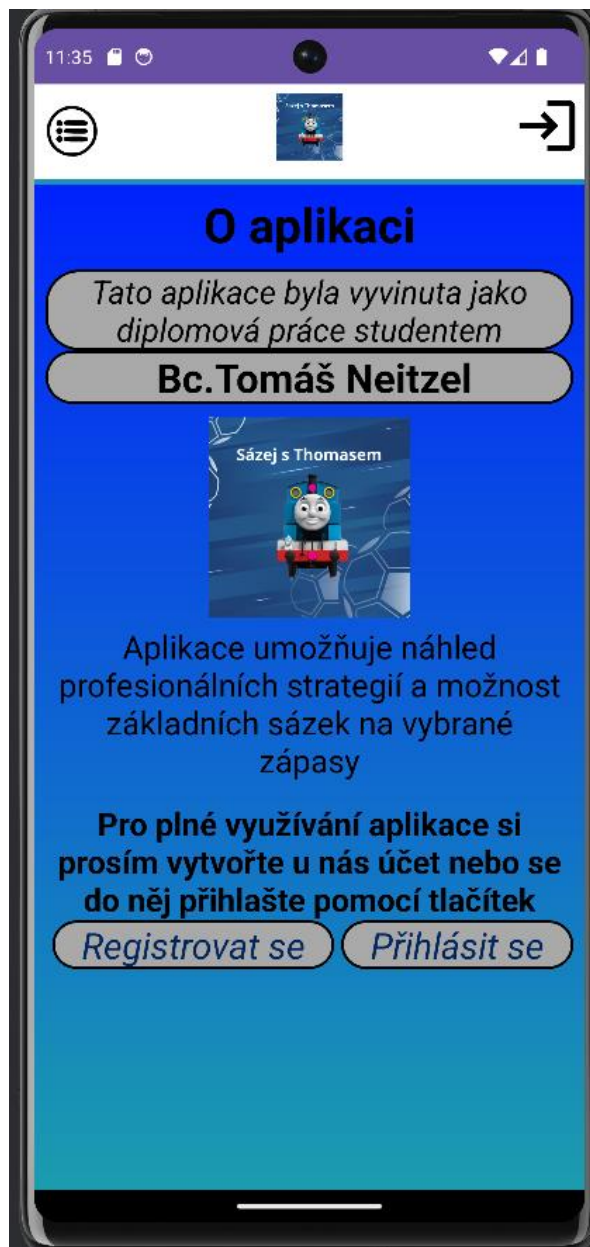 11:35
O aplikaci
Tato aplikace byla vyvinuta jako
diplomová práce studentem
Bc.Tomáš Neitzel
Sázej s Thomasem
Aplikace umožňuje náhled
profesionálních strategií a možnost
základních sázek na vybrané
zápasy
Pro plné využívání aplikace si
prosím vytvořte u nás účet nebo se
do něj přihlašte pomocí tlačítek
Registrovat se Přihlásit se